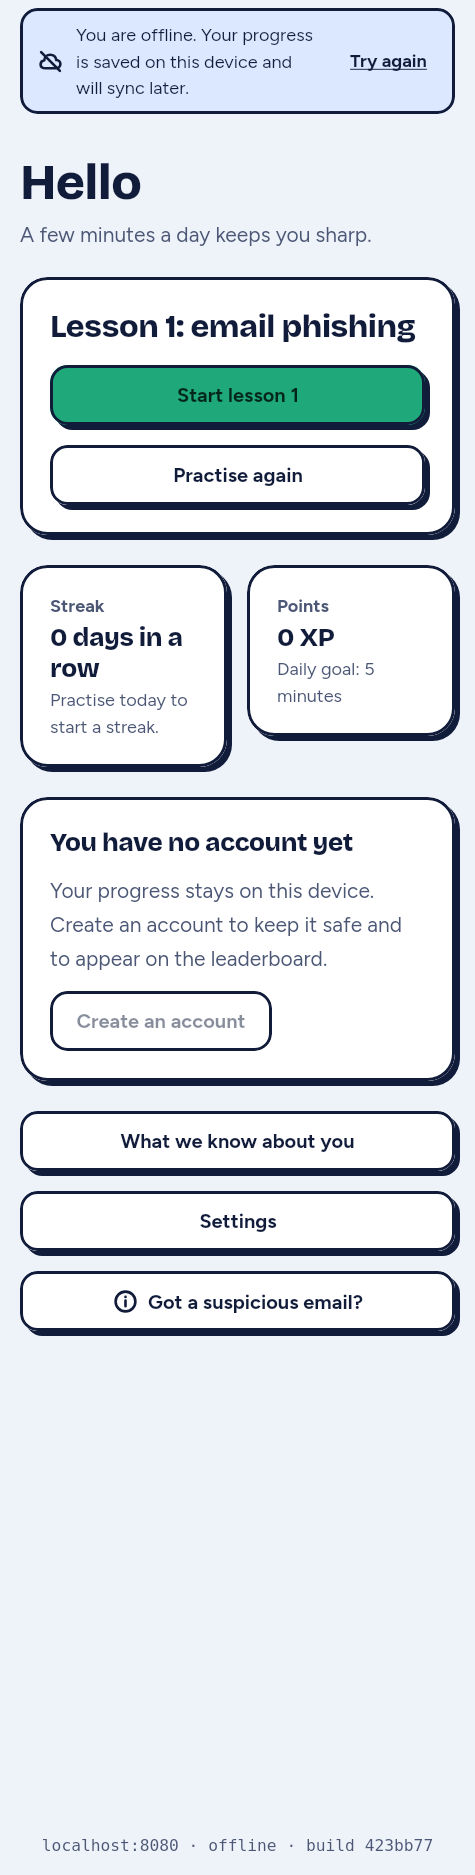 You are offline. Your progress
is saved on this device and
will sync later.
Try again
Hello
A few minutes a day keeps you sharp.
Lesson 1: email phishing
Start lesson 1
Practise again
Streak
0 days in a
row
Practise today to
start a streak.
Points
0 XP
Daily goal: 5
minutes
You have no account yet
Your progress stays on this device.
Create an account to keep it safe and
to appear on the leaderboard.
Create an account
What we know about you
Settings
Got a suspicious email?
localhost:8080 · offline · build 423bb77